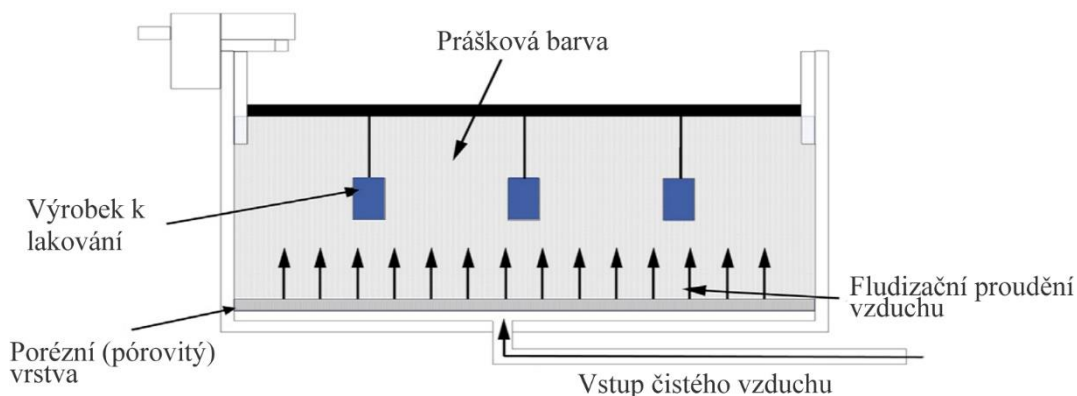 Prášková barva
Výrobek k
lakování
Fludizační proudění
vzduchu
Porézní (pórovitý)
vrstva
Vstup čistého vzduchu